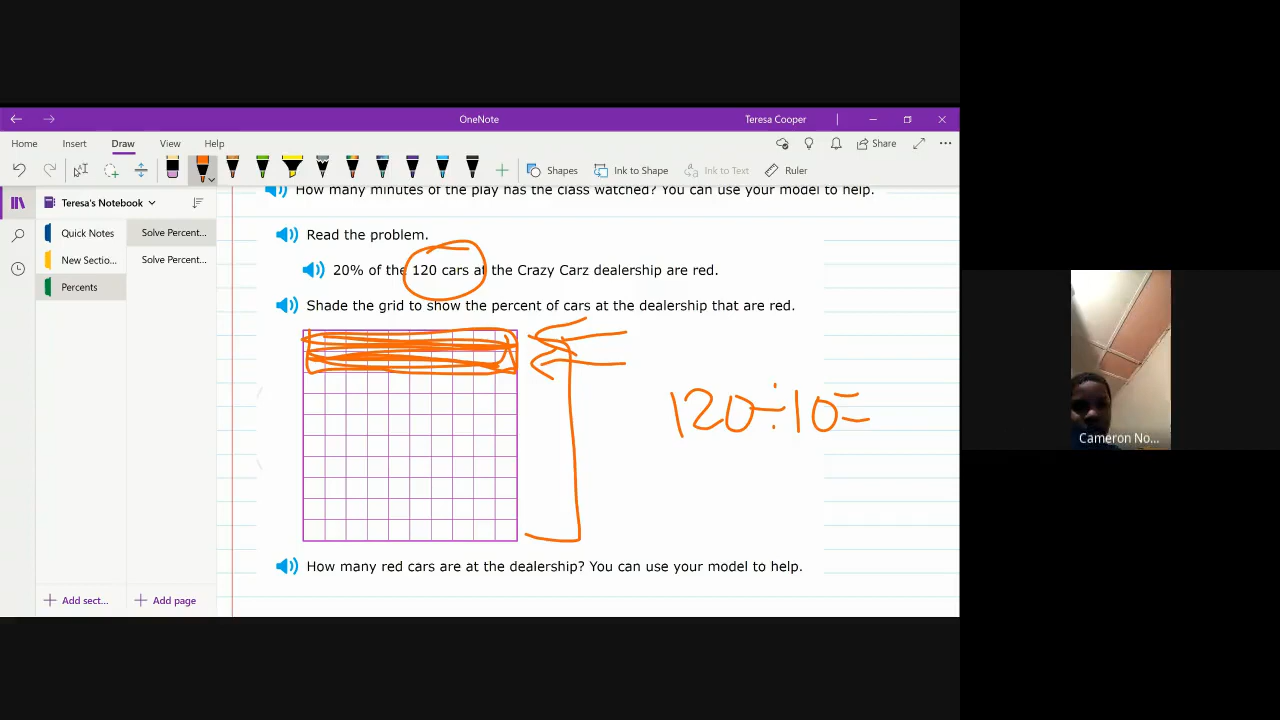 OneNote
Teresa Cooper
Home Insert Draw View Help
Share
Shapes Ink to Shape Ink to Text Ruler
Teresa's Notebook
Quick Notes
New Sectio...
Percents
Solve Percent...
Solve Percent...
How many minutes of the play has the class watched? You can use your model to help.
Read the problem.
20% of the 120 cars at the Crazy Carz dealership are red.
Shade the grid to show the percent of cars at the dealership that are red.
120÷10=
Cameron No...
How many red cars are at the dealership? You can use your model to help.
Add sect...
Add page